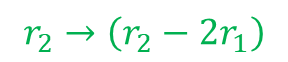 r₂ → (r₂ − 2r₁)